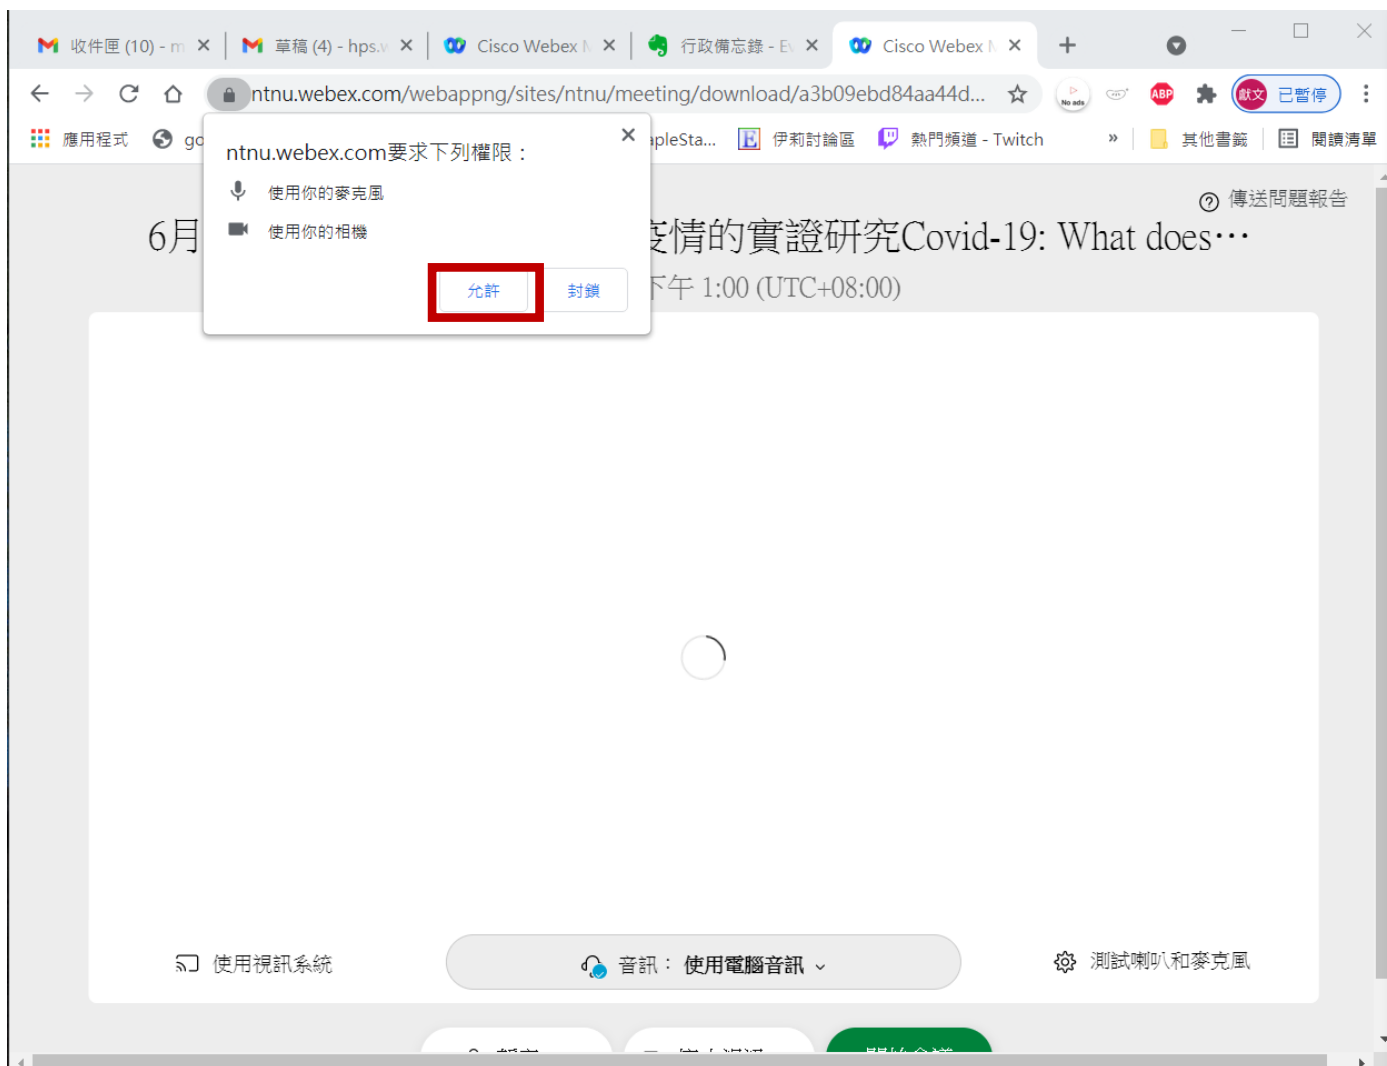 收件匣 (10) - m
草稿 (4) - hps.w
Cisco Webex
行政備忘錄 - E
Cisco Webex
ntnu.webex.com/webappng/sites/ntnu/meeting/download/a3b09ebd84aa44d...
No ads
ABP
獻文 已暫停
應用程式
go
apleSta...
伊莉討論區
熱門頻道 - Twitch
»
其他書籤
閱讀清單
ntnu.webex.com要求下列權限：
使用你的麥克風
使用你的相機
允許
封鎖
傳送問題報告
6月
疫情的實證研究Covid-19: What does…
下午 1:00 (UTC+08:00)
使用視訊系統
音訊： 使用電腦音訊
測試喇叭和麥克風